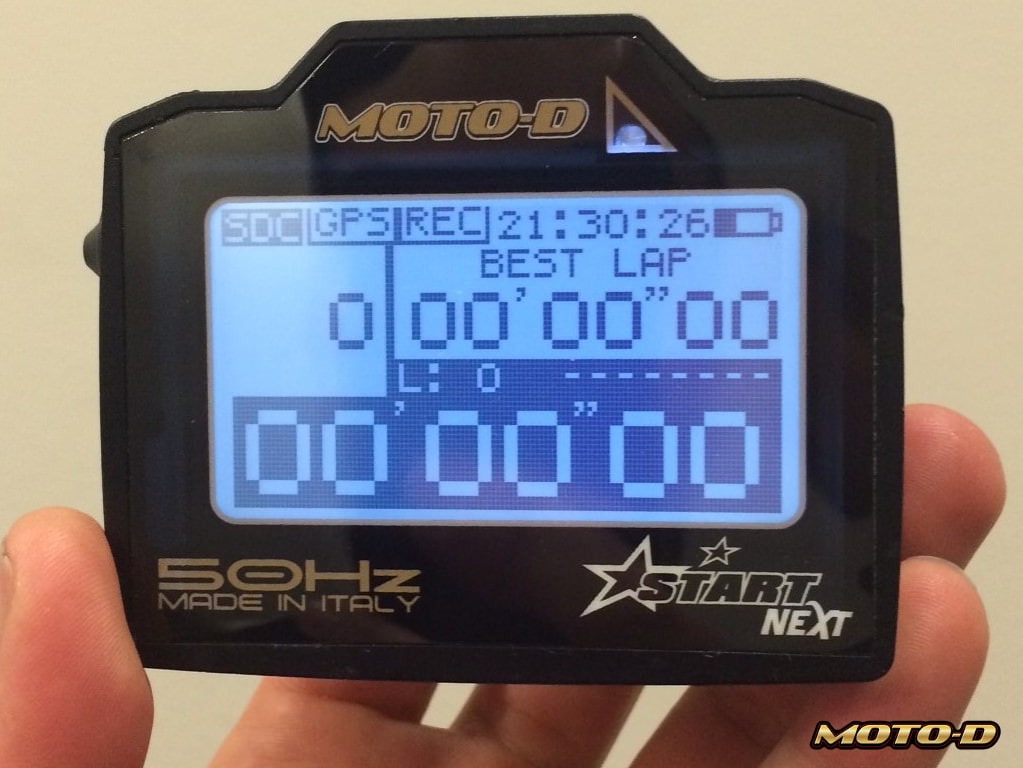 MOTO-D
SDC GPS REC 21:30:26
BEST LAP
0 00'00"00
L: 0 --------
00'00"00
50Hz
MADE IN ITALY
START
NEXT
MOTO-D